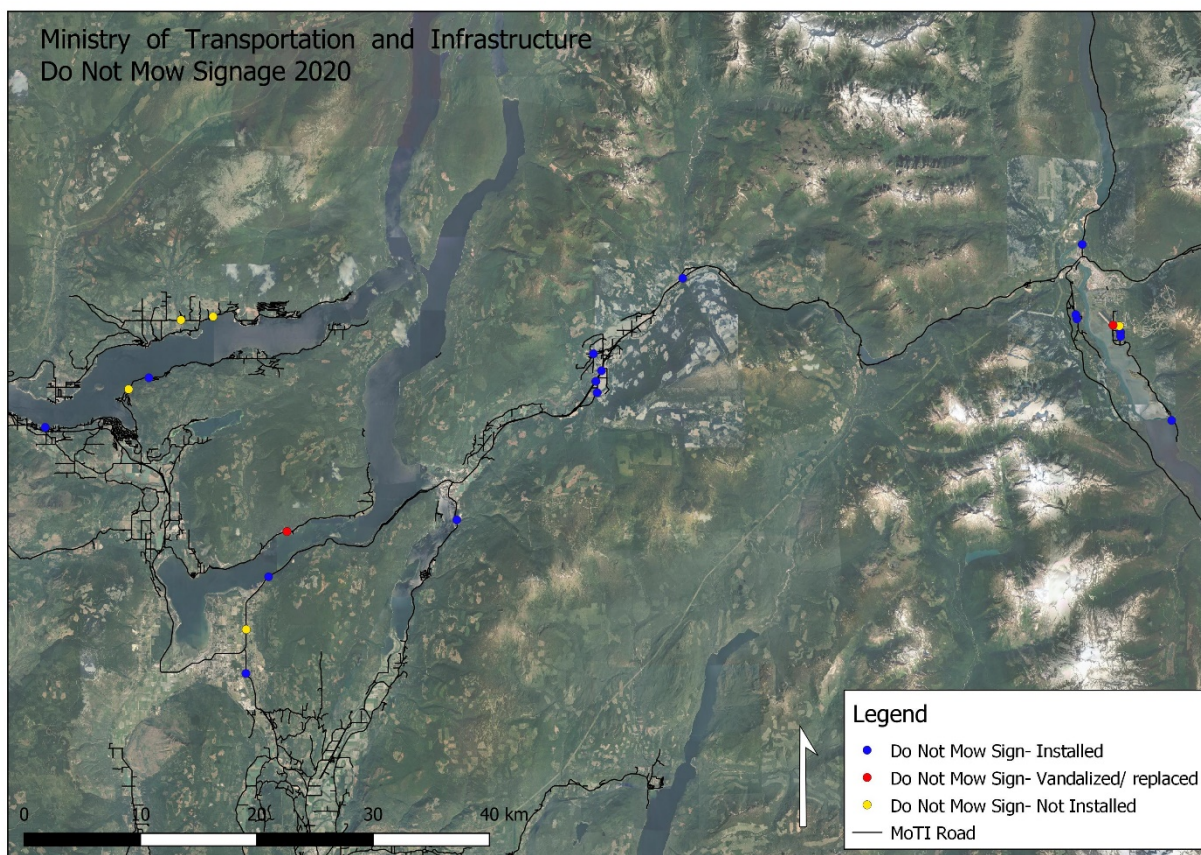 Ministry of Transportation and Infrastructure
Do Not Mow Signage 2020
Legend
Do Not Mow Sign- Installed
Do Not Mow Sign- Vandalized/ replaced
Do Not Mow Sign- Not Installed
MoTI Road
0 10 20 30 40 km